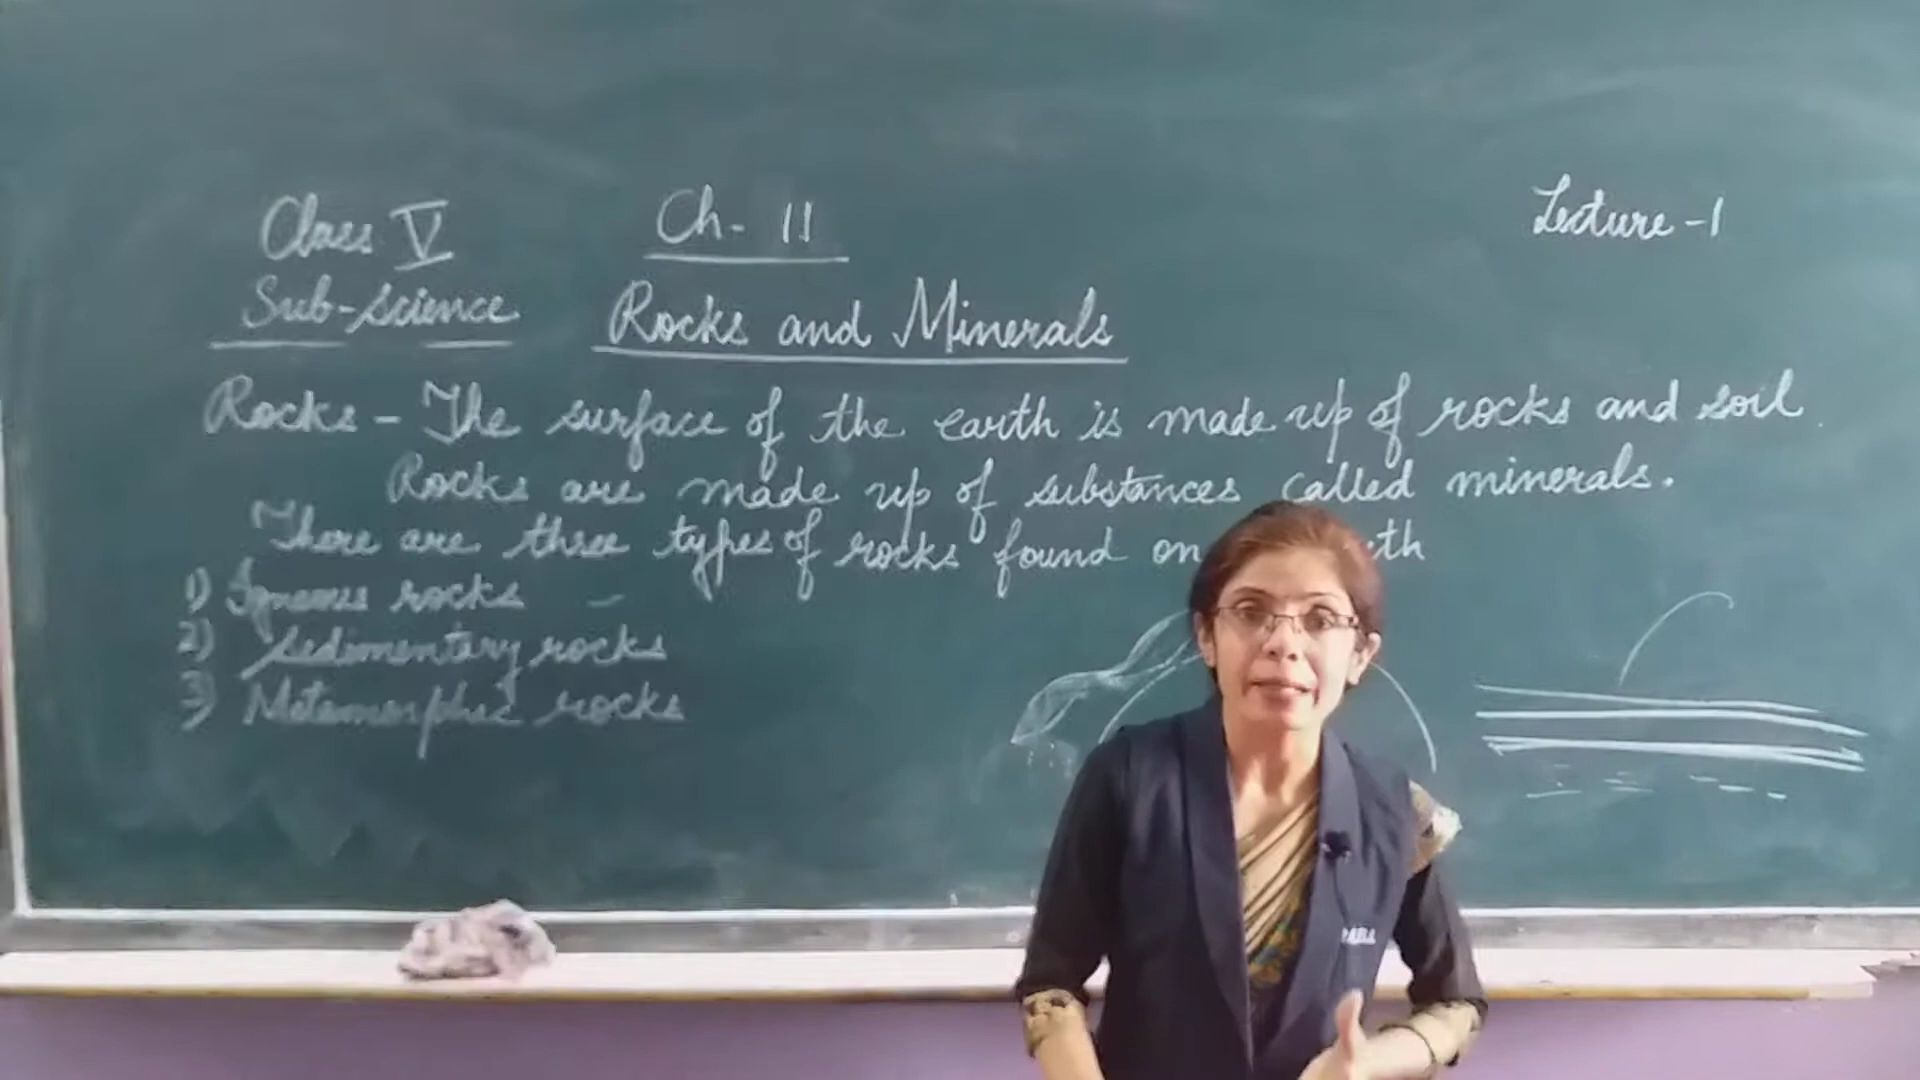 Class V
Ch- 11
Lecture-1
Sub-science
Rocks and Minerals
Rocks - The surface of the earth is made up of rocks and soil.
Rocks are made up of substances called minerals.
There are three types of rocks found on
1) Igneous rocks -
2) Sedimentary rocks
3) Metamorphic rocks